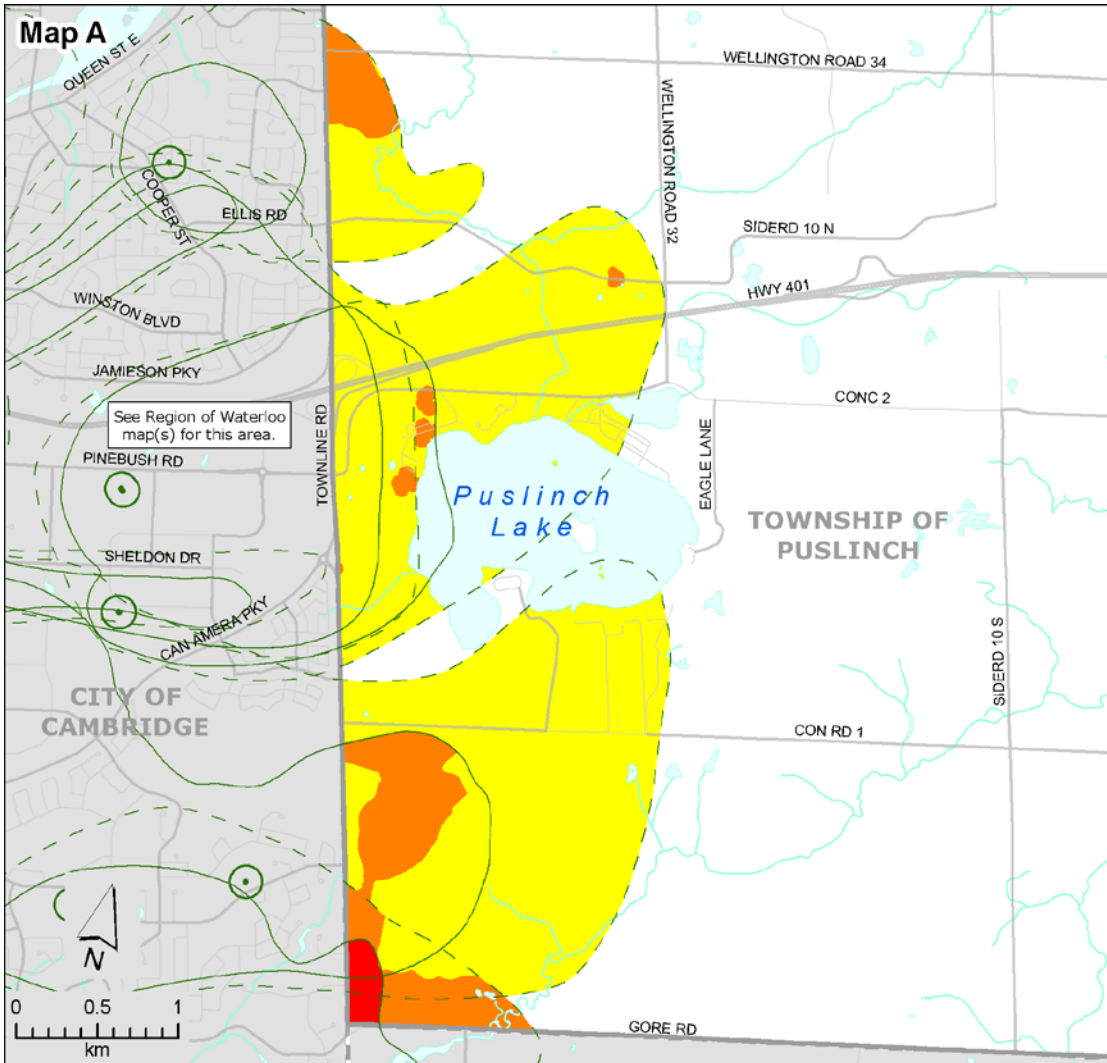 Map A
QUEEN ST E
WELLINGTON ROAD 34
WELLINGTON ROAD 32
COOPER ST
ELLIS RD
SIDERD 10 N
HWY 401
WINSTON BLVD
JAMIESON PKY
CONC 2
See Region of Waterloo
map(s) for this area.
TOWNLINE RD
EAGLE LANE
PINEBUSH RD
Puslinch
Lake
TOWNSHIP OF
PUSLINCH
SHELDON DR
CAN AMERA PKY
SIDERD 10 S
CITY OF
CAMBRIDGE
CON RD 1
N
0 0.5 1
km
GORE RD